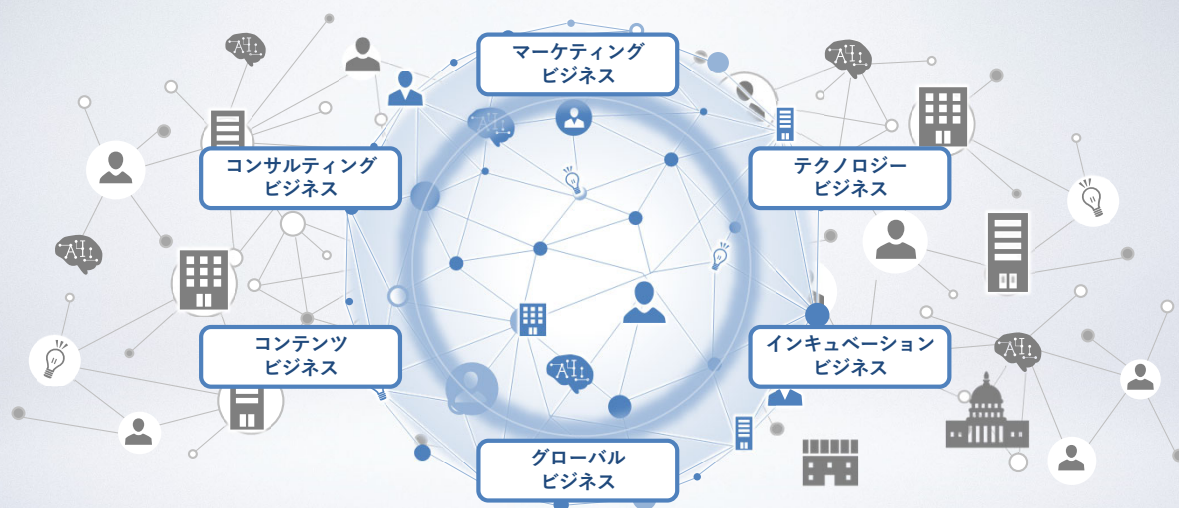 マーケティング
ビジネス
コンサルティング
ビジネス
テクノロジー
ビジネス
コンテンツ
ビジネス
インキュベーション
ビジネス
グローバル
ビジネス